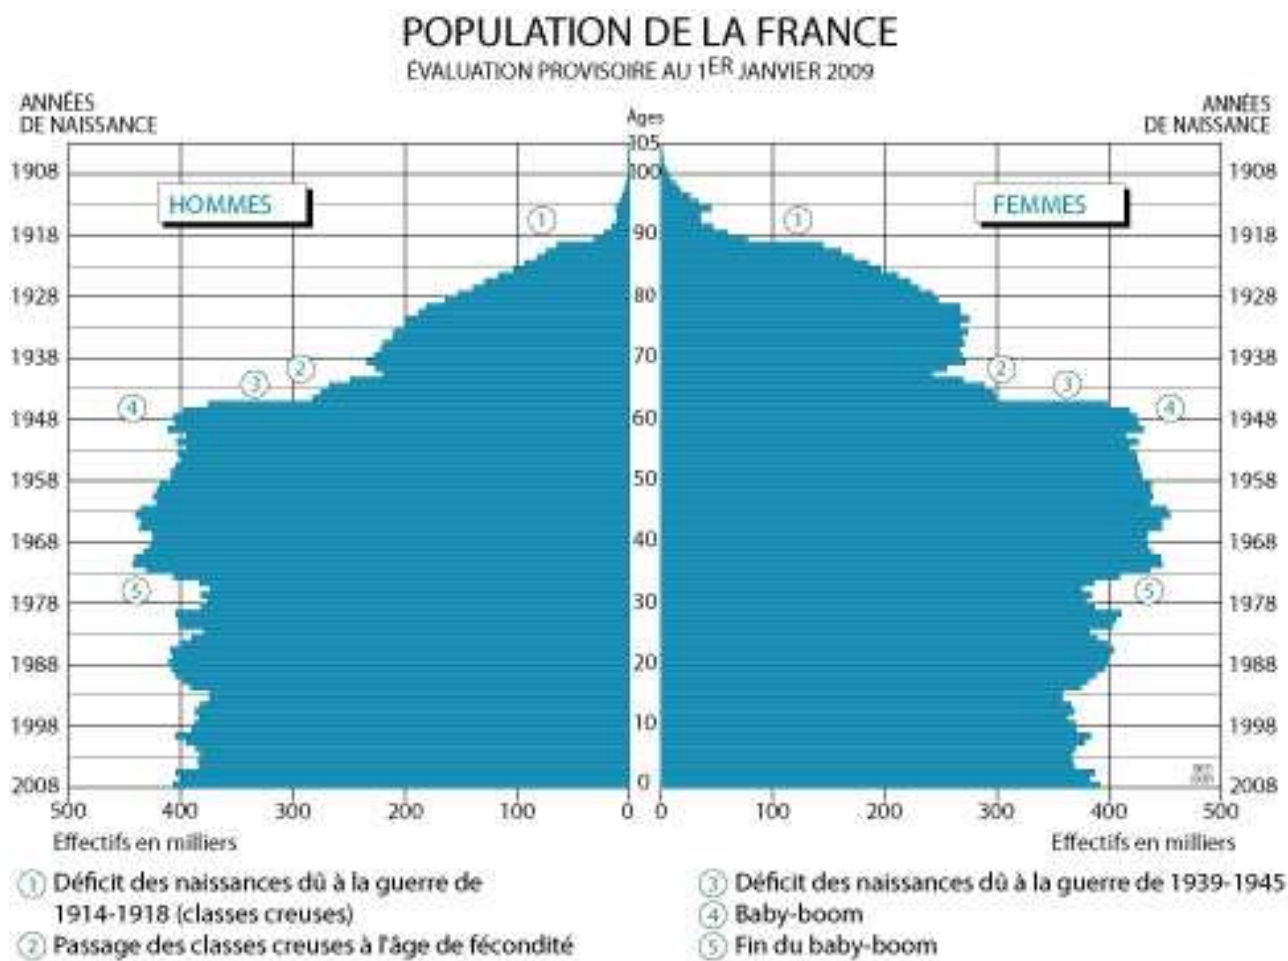 POPULATION DE LA FRANCE
ÉVALUATION PROVISOIRE AU 1ER JANVIER 2009
ANNÉES
DE NAISSANCE
Âges
ANNÉES
DE NAISSANCE
105
1908 100 1908
HOMMES ① ① FEMMES
1918 90 1918
1928 80 1928
1938 70 1938
② ②
③ ③
④ ④
1948 60 1948
1958 50 1958
1968 40 1968
⑤ ⑤
1978 30 1978
1988 20 1988
1998 10 1998
2008 0 2008
500 400 300 200 100 0 0 100 200 300 400 500
Effectifs en milliers Effectifs en milliers
① Déficit des naissances dû à la guerre de
1914-1918 (classes creuses)
② Passage des classes creuses à l'âge de fécondité
③ Déficit des naissances dû à la guerre de 1939-1945
④ Baby-boom
⑤ Fin du baby-boom